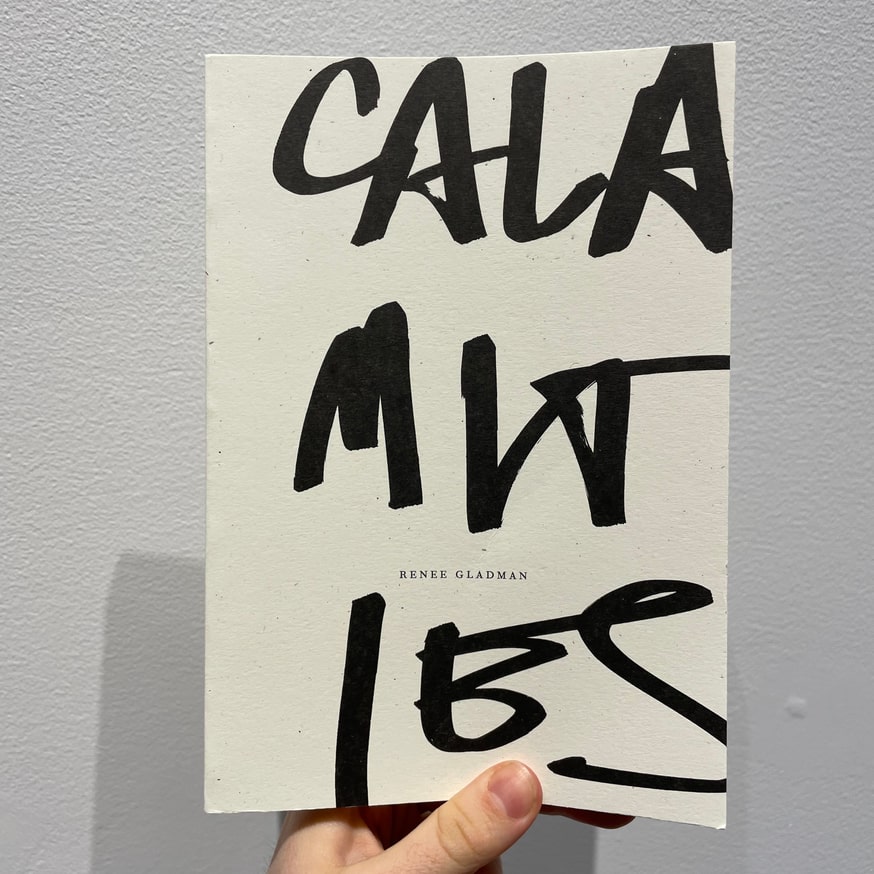 CALA
MIT
RENEE GLADMAN
IES